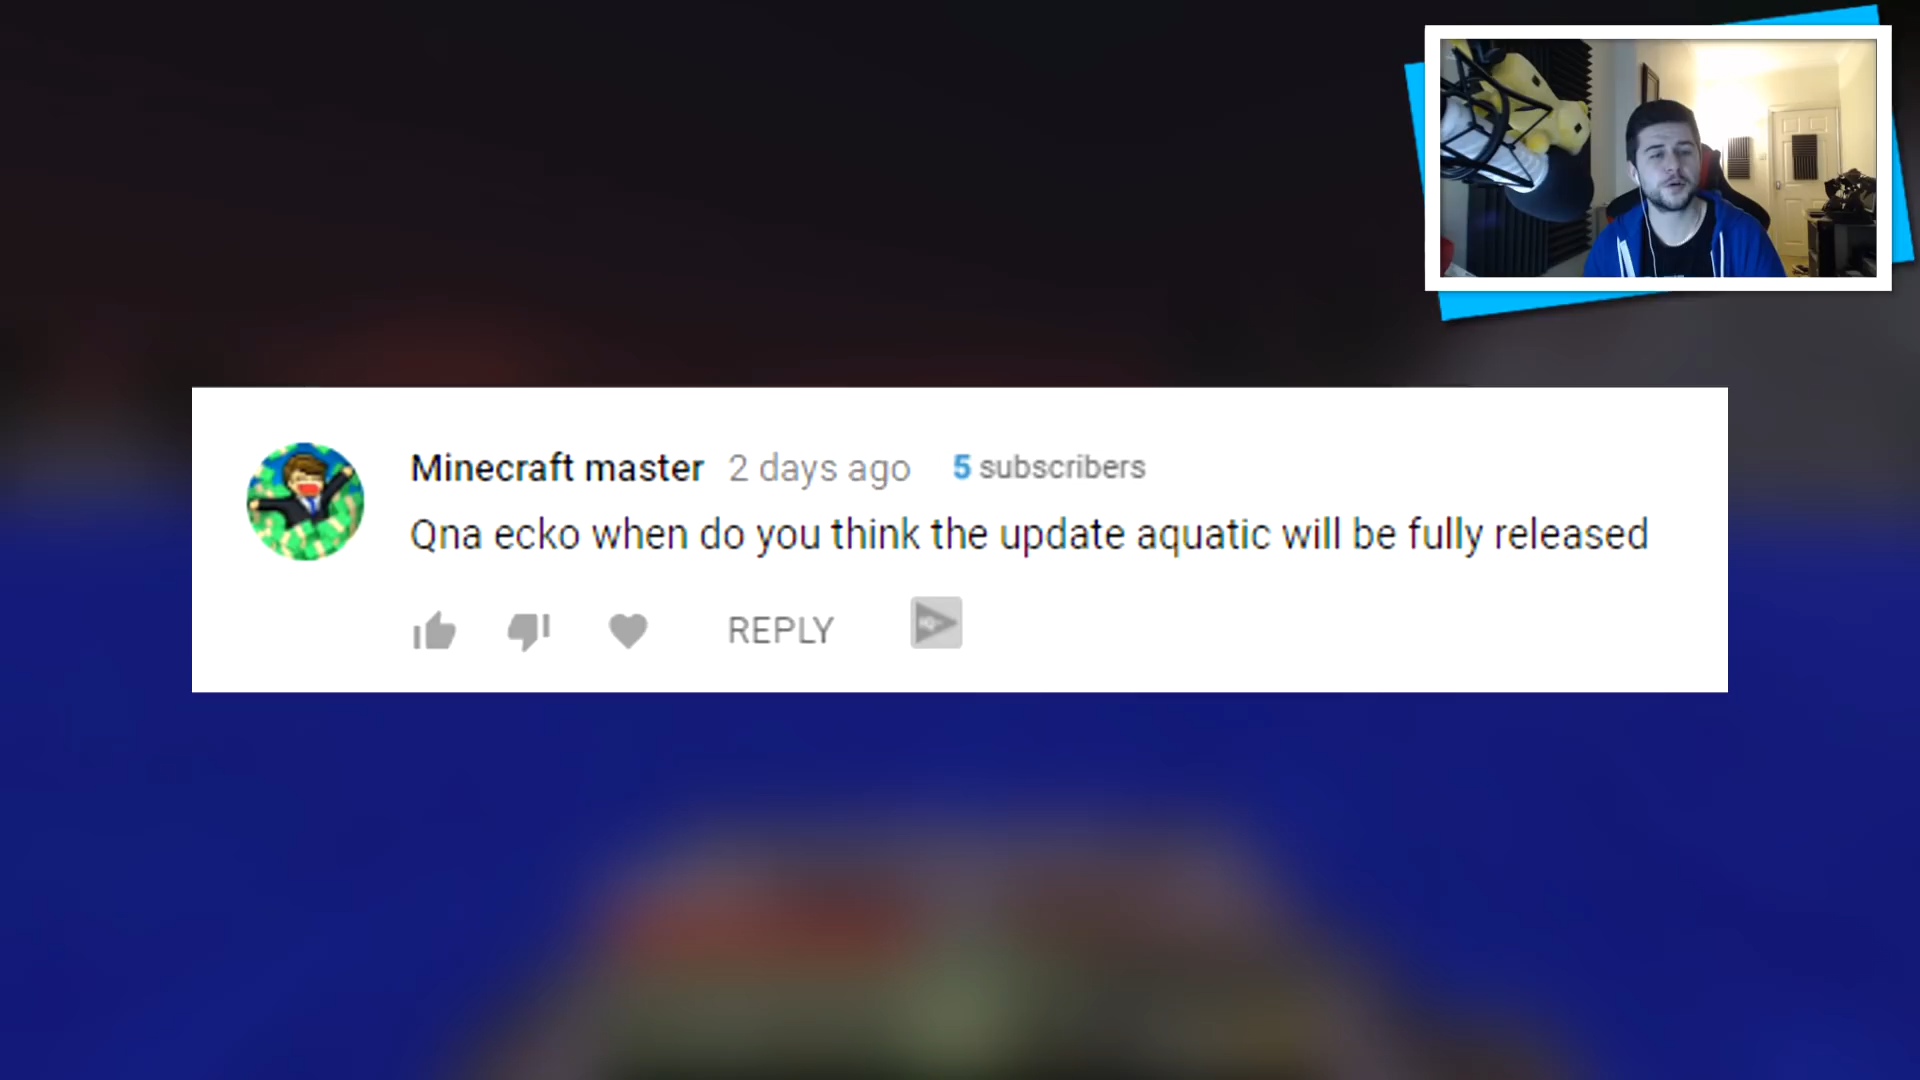 Minecraft master 2 days ago 5 subscribers
Qna ecko when do you think the update aquatic will be fully released
REPLY